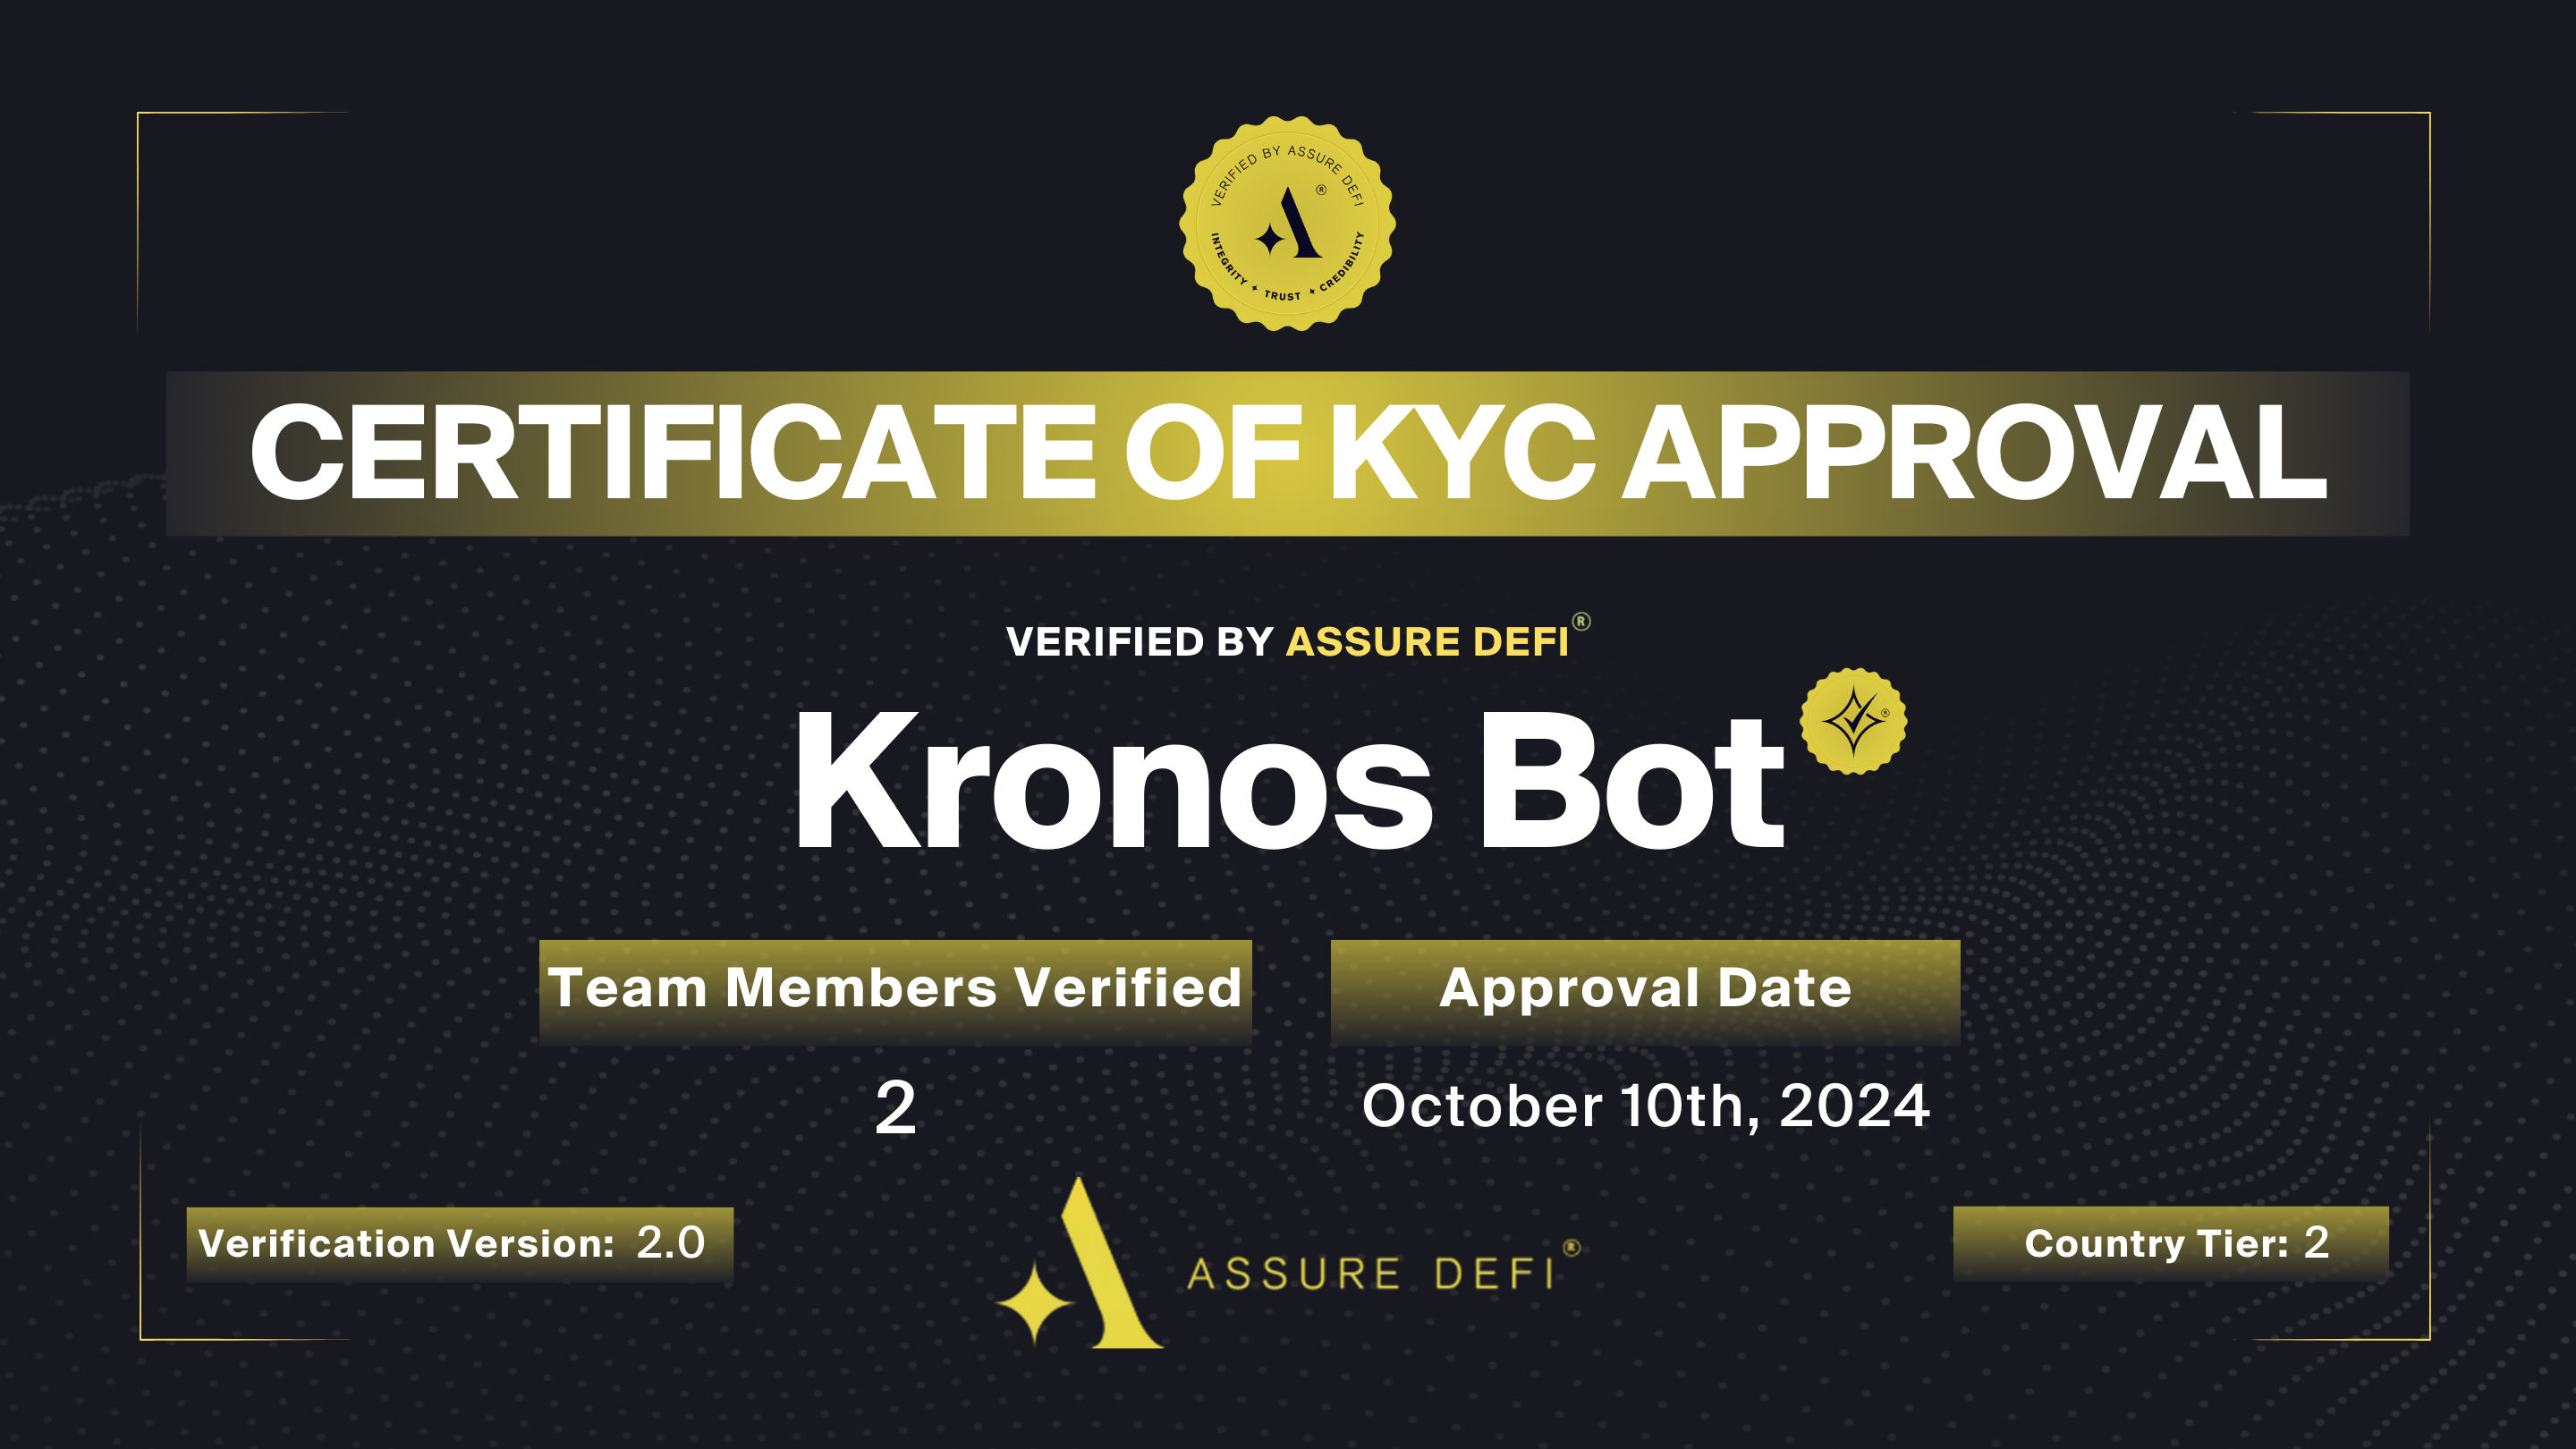 VERIFIED BY ASSURE DEFI
®
INTEGRITY ✦ TRUST ✦ CREDIBILITY
CERTIFICATE OF KYC APPROVAL
VERIFIED BY ASSURE DEFI®
Kronos Bot
®
Team Members Verified
2
Approval Date
October 10th, 2024
Verification Version: 2.0
ASSURE DEFI®
Country Tier: 2